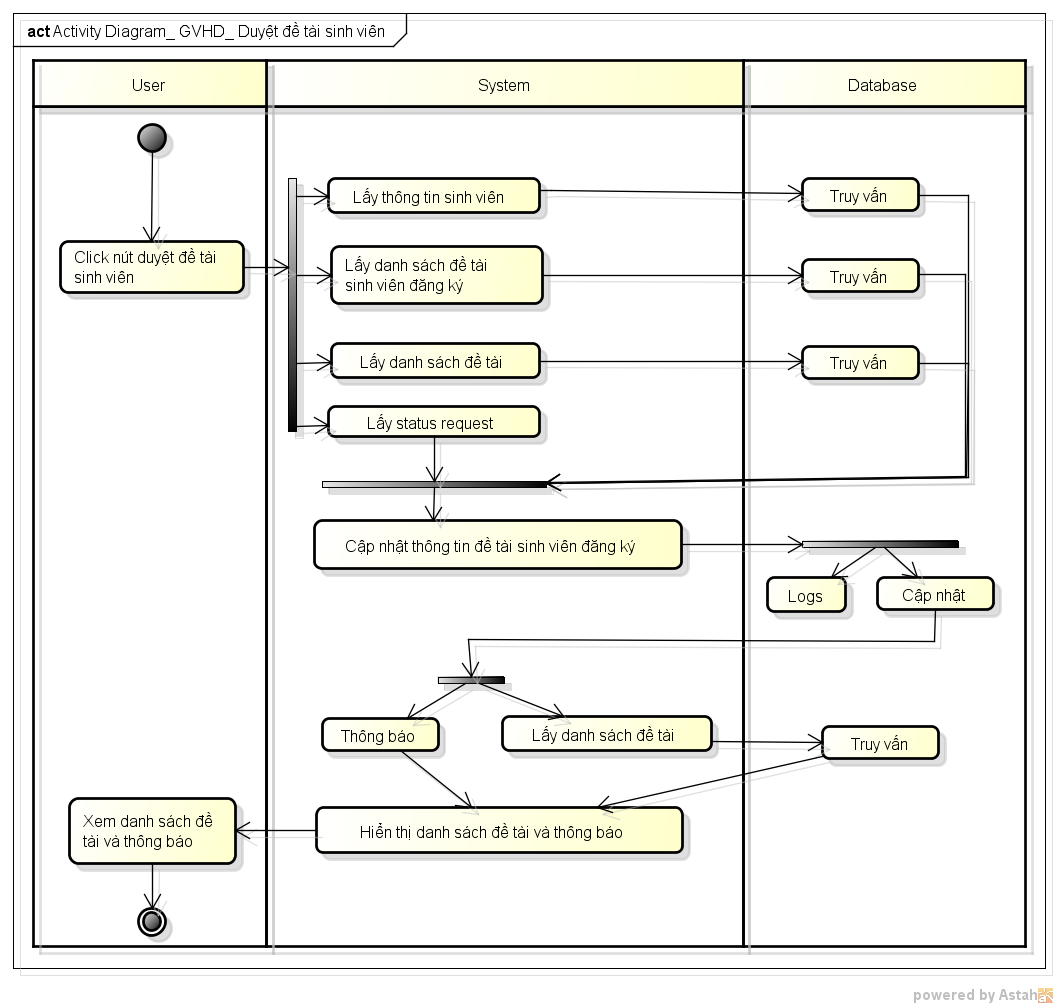 act Activity Diagram_ GVHD_ Duyệt đề tài sinh viên
User
System
Database
Lấy thông tin sinh viên
Truy vấn
Click nút duyệt đề tài
sinh viên
Lấy danh sách đề tài
sinh viên đăng ký
Truy vấn
Lấy danh sách đề tài
Truy vấn
Lấy status request
Cập nhật thông tin đề tài sinh viên đăng ký
Logs
Cập nhật
Thông báo
Lấy danh sách đề tài
Truy vấn
Xem danh sách đề
tài và thông báo
Hiển thị danh sách đề tài và thông báo
powered by Astah